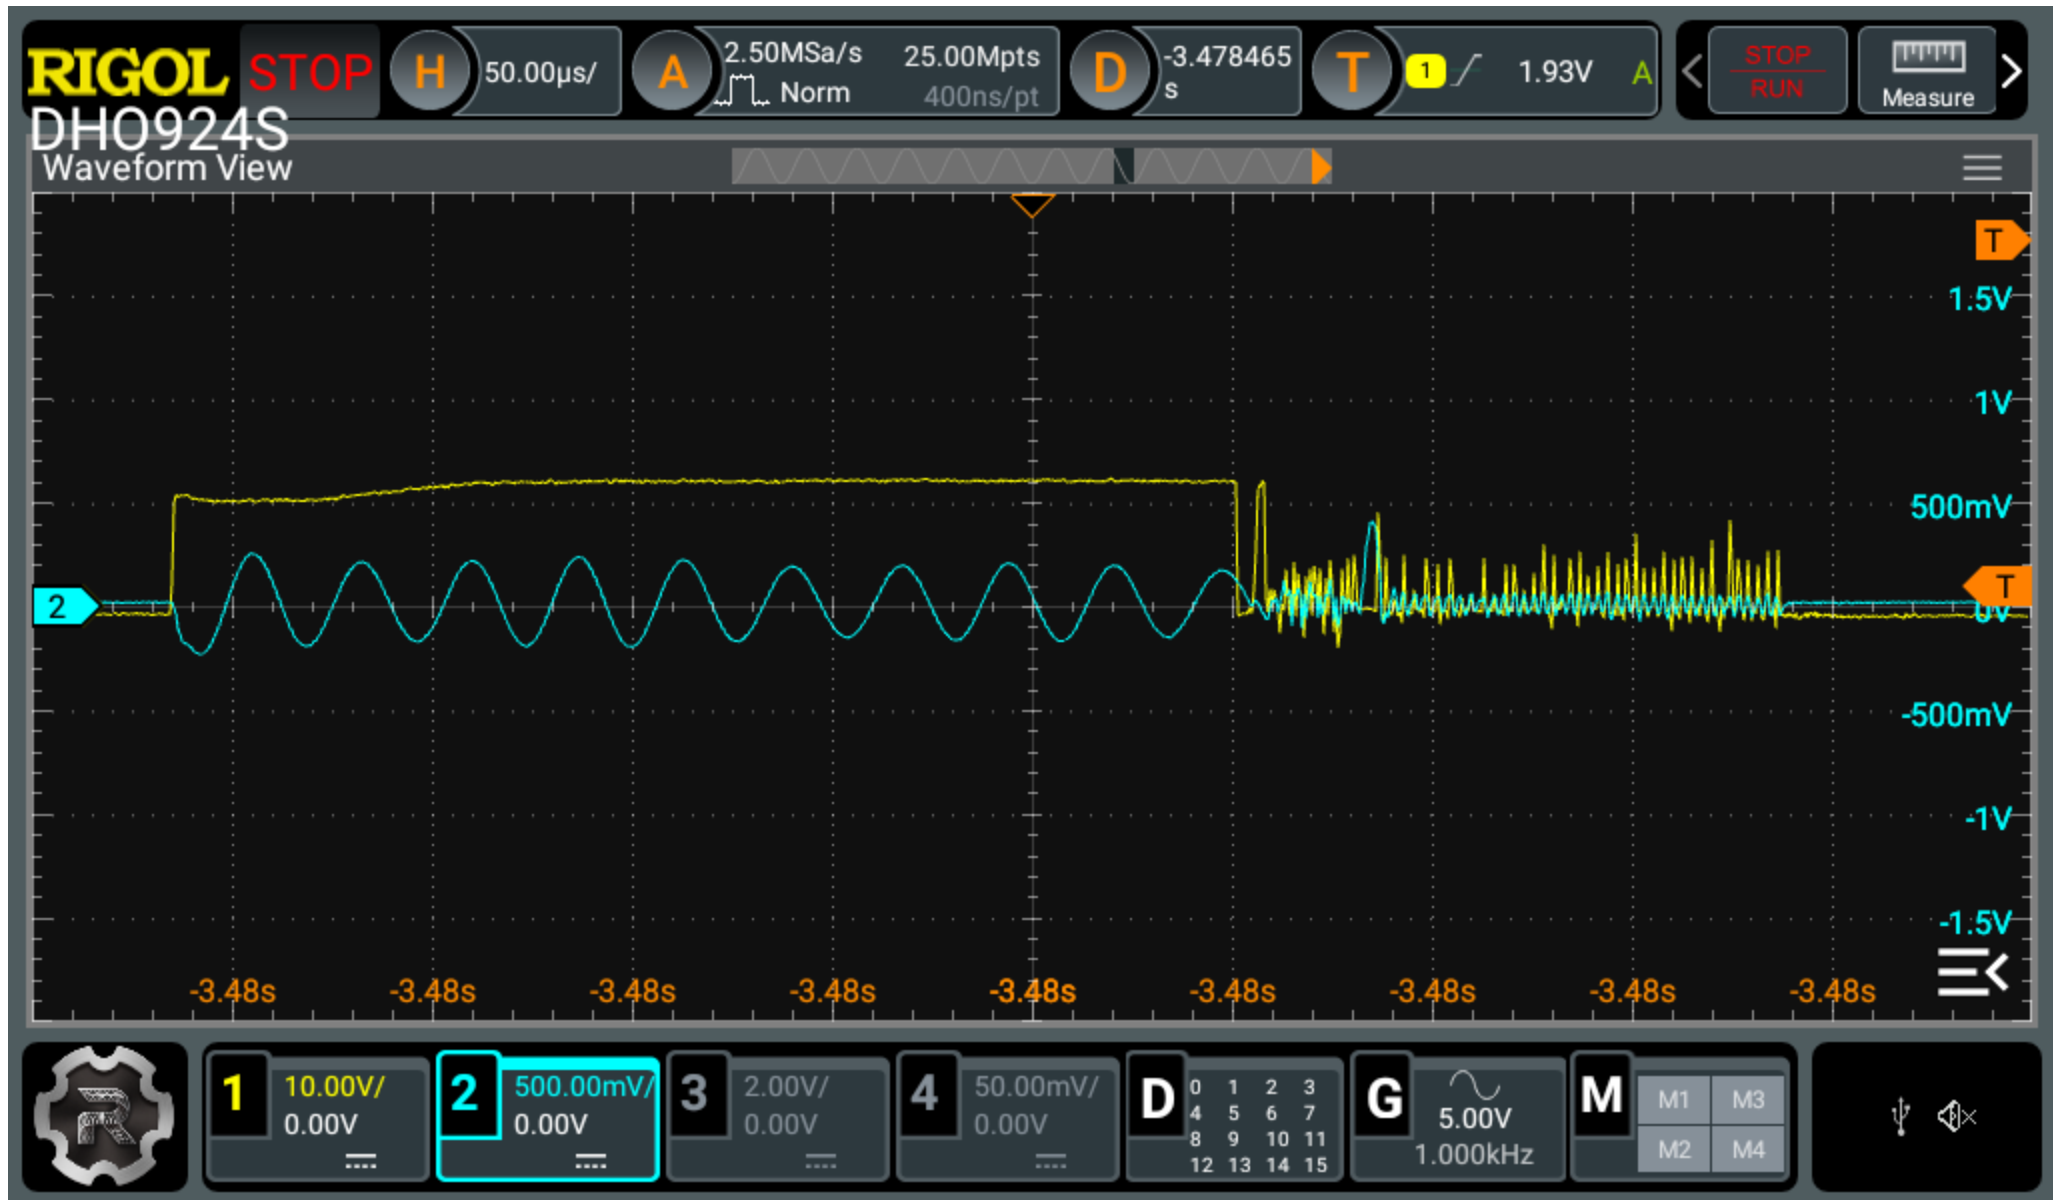 RIGOL STOP H 50.00µs/ A 2.50MSa/s 25.00Mpts D -3.478465 T 1 1.93V A STOP
Norm 400ns/pt s RUN Measure
DHO924S
Waveform View
T
1.5V
1V
500mV
2 T
0V
-500mV
-1V
-1.5V
-3.48s -3.48s -3.48s -3.48s -3.48s -3.48s -3.48s -3.48s -3.48s
1 10.00V/ 2 500.00mV/ 3 2.00V/ 4 50.00mV/ D 0 1 2 3 G M M1 M3
0.00V 0.00V 0.00V 0.00V 4 5 6 7 5.00V
8 9 10 11 1.000kHz M2 M4
12 13 14 15
R